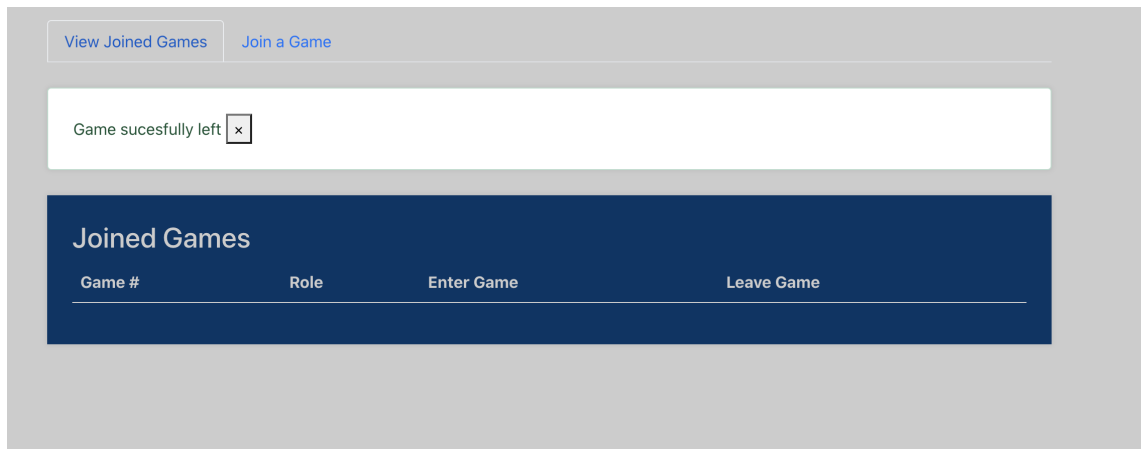 View Joined Games Join a Game
Game sucesfully left ×
Joined Games
Game # Role Enter Game Leave Game